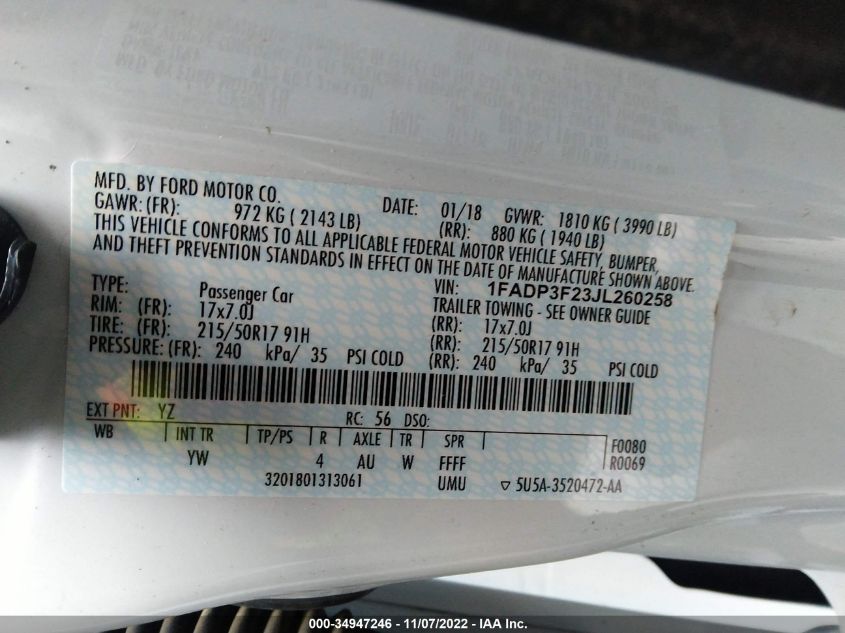 MFD. BY FORD MOTOR CO.
DATE: 01/18 GVWR: 1810 KG ( 3990 LB)
GAWR: (FR): 972 KG ( 2143 LB) (RR): 880 KG ( 1940 LB)
THIS VEHICLE CONFORMS TO ALL APPLICABLE FEDERAL MOTOR VEHICLE SAFETY, BUMPER,
AND THEFT PREVENTION STANDARDS IN EFFECT ON THE DATE OF MANUFACTURE SHOWN ABOVE.
VIN: 1FADP3F23JL260258
TYPE: Passenger Car TRAILER TOWING - SEE OWNER GUIDE
RIM: (FR): 17x7.0J (RR): 17x7.0J
TIRE: (FR): 215/50R17 91H (RR): 215/50R17 91H
PRESSURE: (FR): 240 kPa/ 35 PSI COLD (RR): 240 kPa/ 35 PSI COLD
EXT PNT: YZ RC: 56 DSO:
WB INT TR TP/PS R AXLE TR SPR F0080
YW 4 AU W FFFF R0069
3201801313061 UMU ▽ 5U5A-3520472-AA
000-34947246 - 11/07/2022 - IAA Inc.